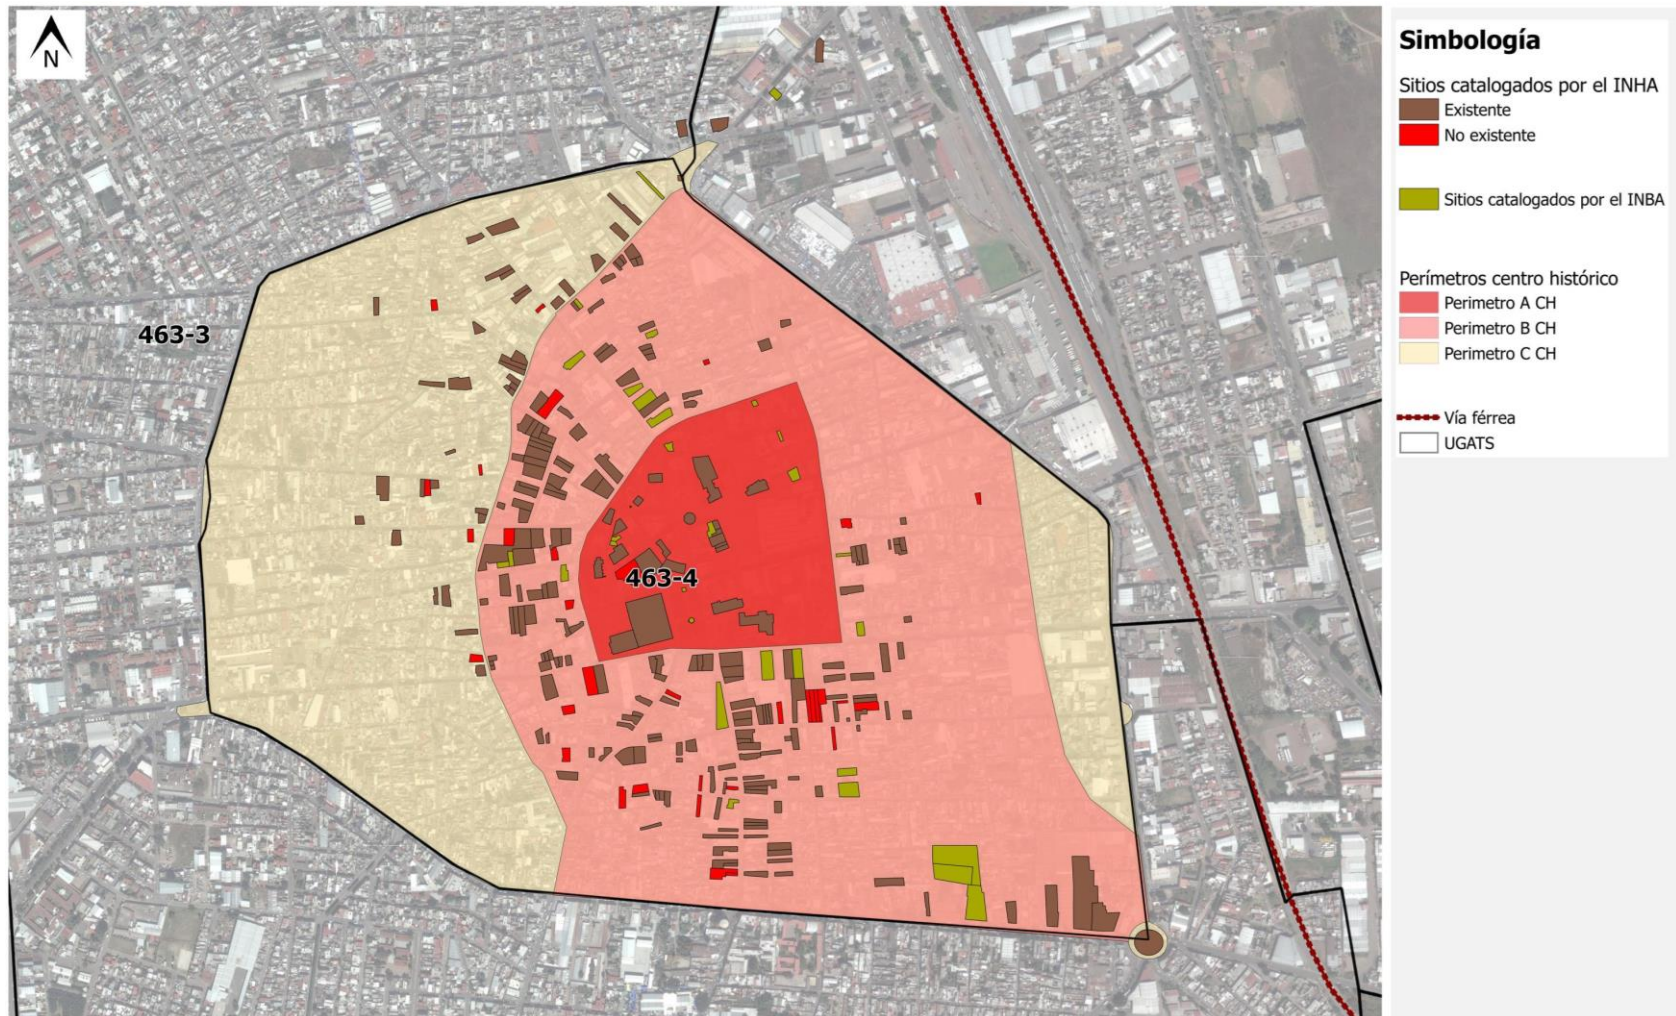 N
463-3
463-4
Simbología
Sitios catalogados por el INHA
Existente
No existente
Sitios catalogados por el INBA
Perímetros centro histórico
Perimetro A CH
Perimetro B CH
Perimetro C CH
Vía férrea
UGATS